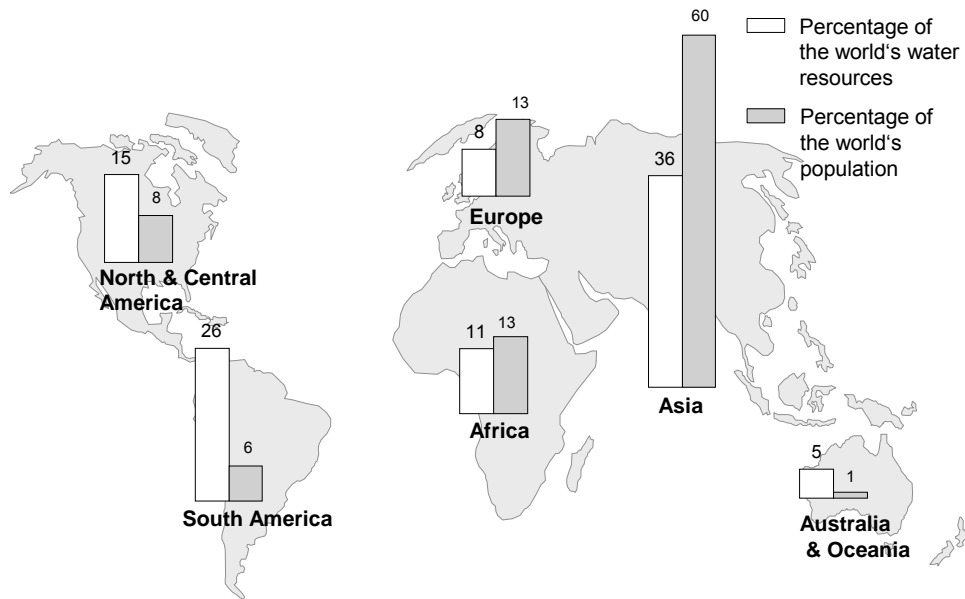 60
Percentage of
the world‘s water
resources
Percentage of
the world‘s
population
15
8
North & Central
America
8
13
Europe
36
Asia
26
6
South America
11
13
Africa
5
1
Australia
& Oceania